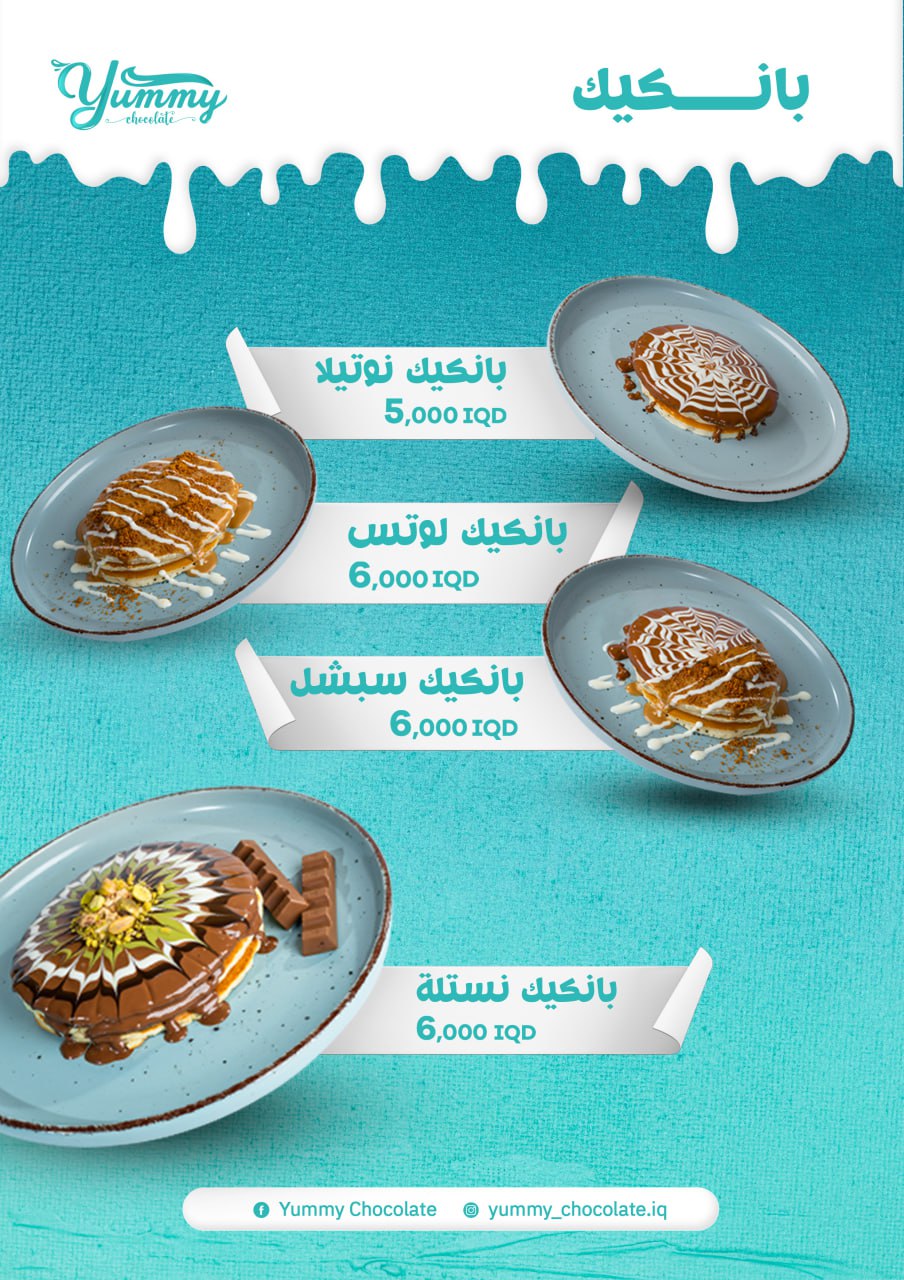 Yummy
chocolate
بانـــكيك
بانكيك نوتيلا
5,000 IQD
بانكيك لوتس
6,000 IQD
بانكيك سبشل
6,000 IQD
بانكيك نستلة
6,000 IQD
Yummy Chocolate yummy_chocolate.iq